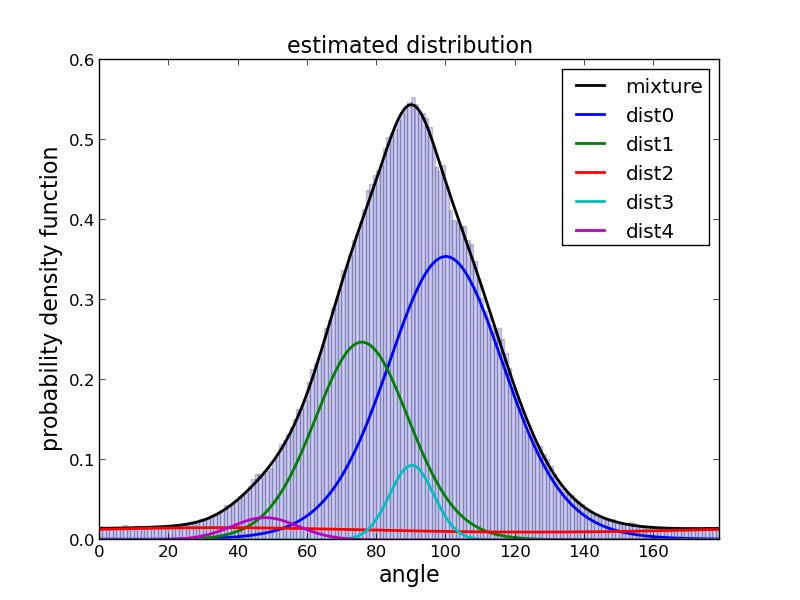 estimated distribution
0.6
0.5
0.4
0.3
0.2
0.1
0.0
probability density function
mixture
dist0
dist1
dist2
dist3
dist4
0 20 40 60 80 100 120 140 160
angle